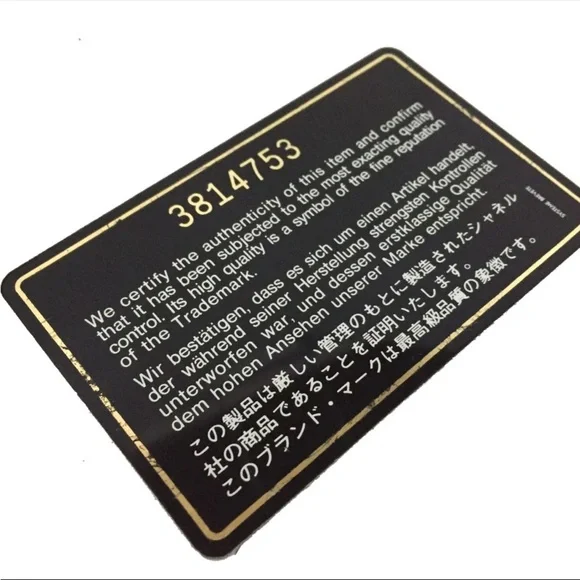 3814753
We certify the authenticity of this item and confirm
that it has been subjected to the most exacting quality
control. Its high quality is a symbol of the fine reputation
of the Trademark.
Wir bestätigen, dass es sich um einen Artikel handelt,
der während seiner Herstellung strengsten Kontrollen
unterworfen war, und dessen erstklassige Qualität
dem honen Ansehen unserer Marke entspricht.
この製品は厳しい管理のもとに製造されたシャネル
社の商品であることを証明いたします。
このブランド・マークは最高級品質の象徴です。